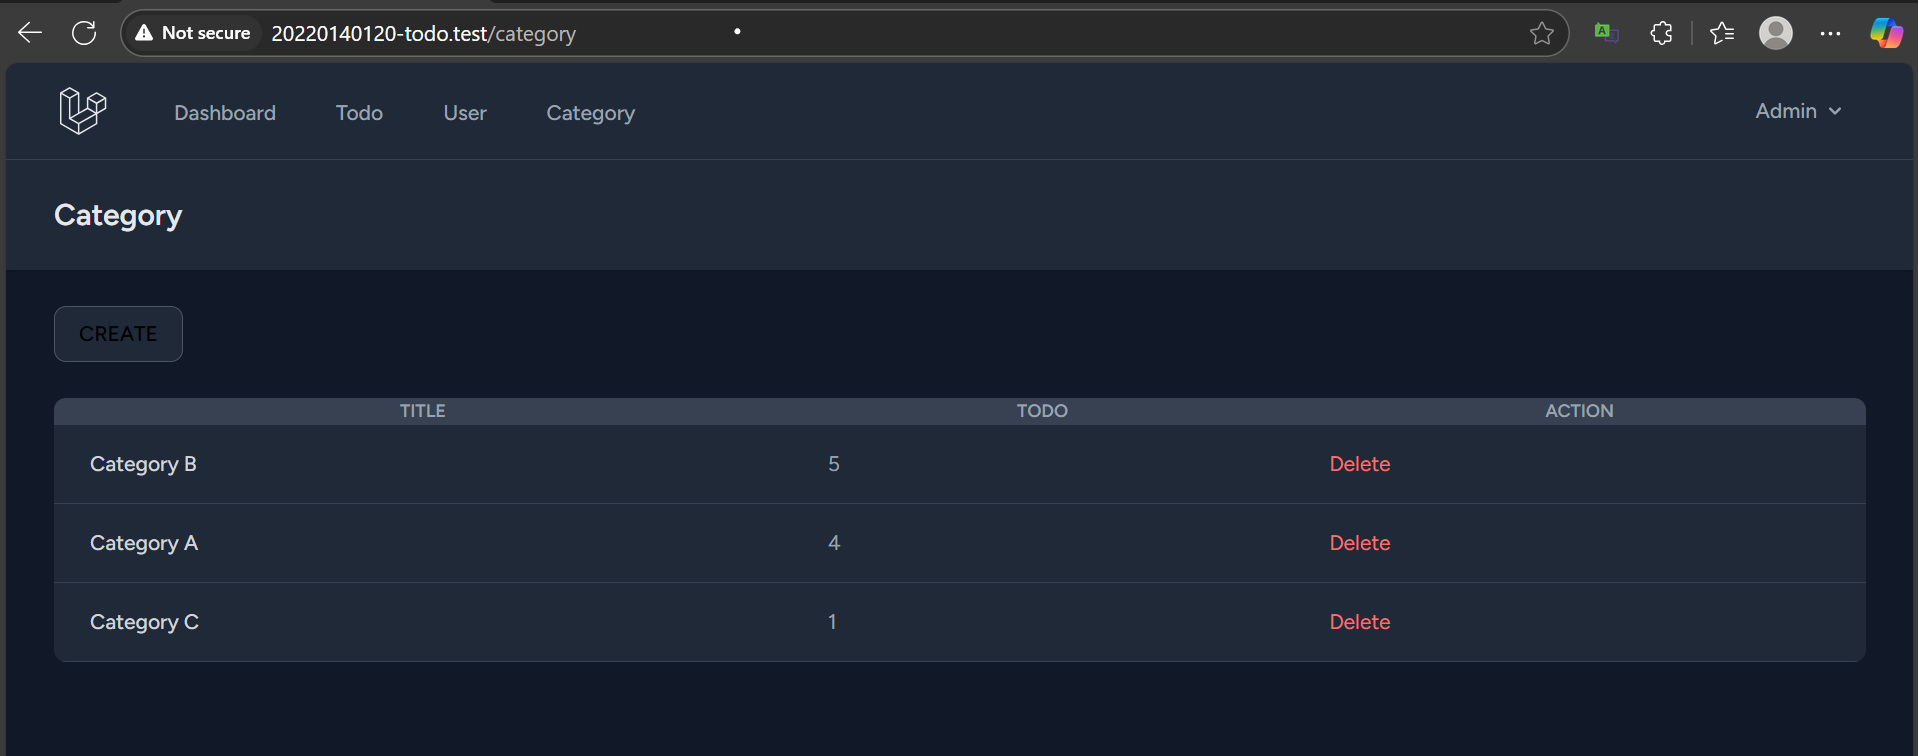 Not secure 20220140120-todo.test/category
Dashboard Todo User Category Admin
Category
CREATE
TITLE TODO ACTION
Category B 5 Delete
Category A 4 Delete
Category C 1 Delete